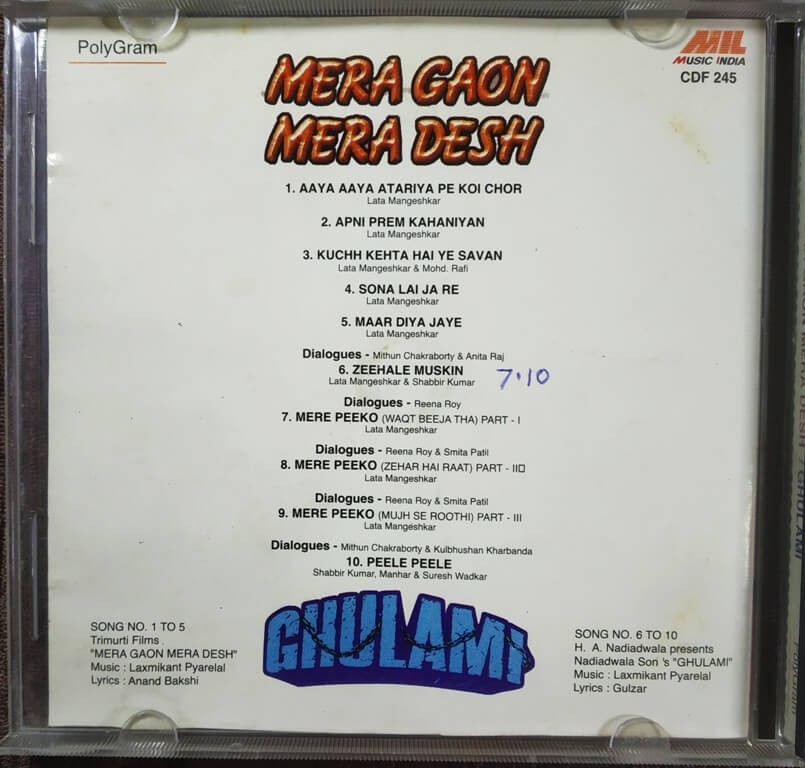 PolyGram
MIL
MUSIC INDIA
CDF 245
MERA GAON
MERA DESH
1. AAYA AAYA ATARIYA PE KOI CHOR
Lata Mangeshkar
2. APNI PREM KAHANIYAN
Lata Mangeshkar
3. KUCHH KEHTA HAI YE SAVAN
Lata Mangeshkar & Mohd. Rafi
4. SONA LAI JA RE
Lata Mangeshkar
5. MAAR DIYA JAYE
Lata Mangeshkar
Dialogues - Mithun Chakraborty & Anita Raj
6. ZEEHALE MUSKIN
Lata Mangeshkar & Shabbir Kumar
7.10
Dialogues - Reena Roy
7. MERE PEEKO (WAQT BEEJA THA) PART - I
Lata Mangeshkar
Dialogues - Reena Roy & Smita Patil
8. MERE PEEKO (ZEHAR HAI RAAT) PART - II▯
Lata Mangeshkar
Dialogues - Reena Roy & Smita Patil
9. MERE PEEKO (MUJH SE ROOTHI) PART - III
Lata Mangeshkar
Dialogues - Mithun Chakraborty & Kulbhushan Kharbanda
10. PEELE PEELE
Shabbir Kumar, Manhar & Suresh Wadkar
GHULAMI
SONG NO. 1 TO 5
Trimurti Films.
"MERA GAON MERA DESH"
Music : Laxmikant Pyarelal
Lyrics : Anand Bakshi
SONG NO. 6 TO 10
H. A. Nadiadwala presents
Nadiadwala Son 's "GHULAMI"
Music : Laxmikant Pyarelal
Lyrics : Gulzar